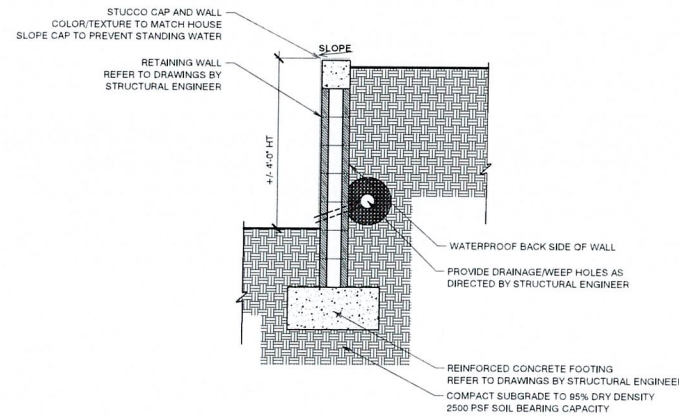 STUCCO CAP AND WALL
COLOR/TEXTURE TO MATCH HOUSE
SLOPE CAP TO PREVENT STANDING WATER
SLOPE
RETAINING WALL
REFER TO DRAWINGS BY
STRUCTURAL ENGINEER
+/- 4'-0" HT
WATERPROOF BACK SIDE OF WALL
PROVIDE DRAINAGE/WEEP HOLES AS
DIRECTED BY STRUCTURAL ENGINEER
REINFORCED CONCRETE FOOTING
REFER TO DRAWINGS BY STRUCTURAL ENGINEER
COMPACT SUBGRADE TO 95% DRY DENSITY
2500 PSF SOIL BEARING CAPACITY